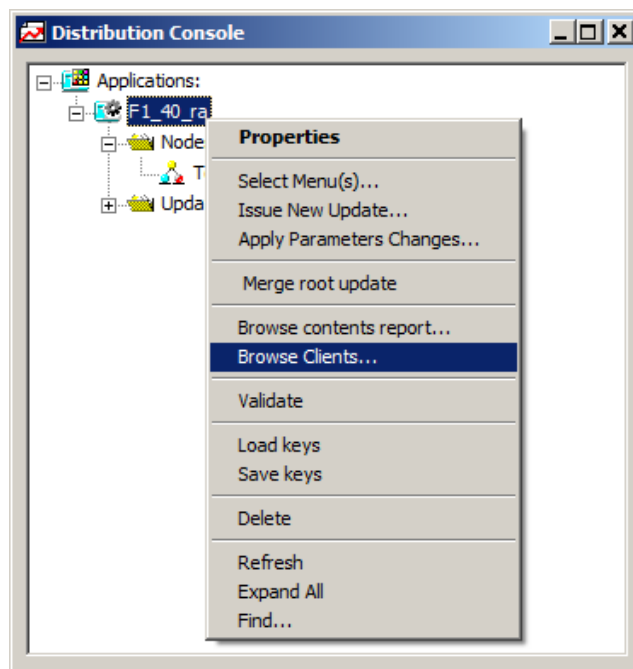 Distribution Console
Applications:
F1_40_ra
Node
Upda
Properties
Select Menu(s)...
Issue New Update...
Apply Parameters Changes...
Merge root update
Browse contents report...
Browse Clients...
Validate
Load keys
Save keys
Delete
Refresh
Expand All
Find...